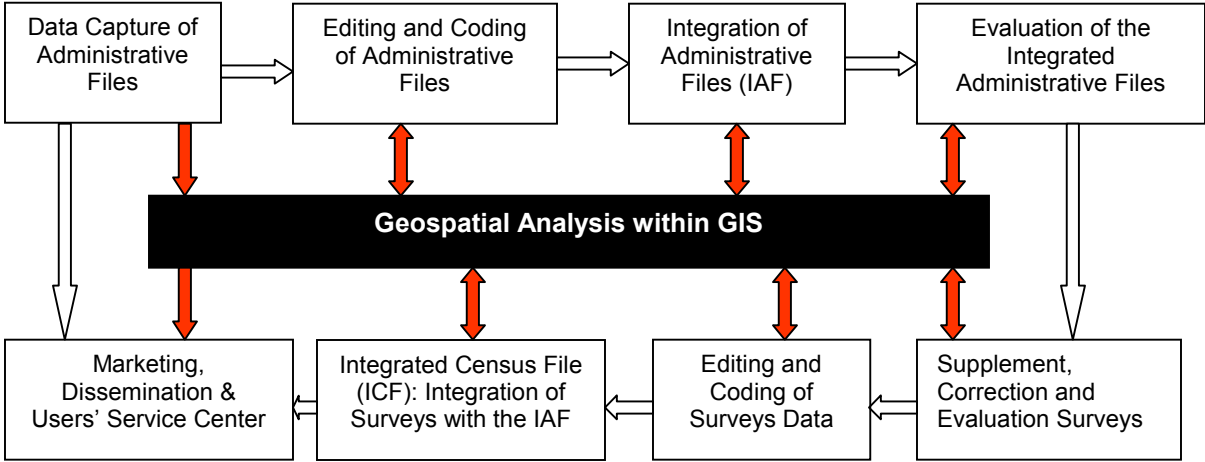 Data Capture of
Administrative
Files
Editing and Coding
of Administrative
Files
Integration of
Administrative
Files (IAF)
Evaluation of the
Integrated
Administrative Files
Geospatial Analysis within GIS
Marketing,
Dissemination &
Users’ Service Center
Integrated Census File
(ICF): Integration of
Surveys with the IAF
Editing and
Coding of
Surveys Data
Supplement,
Correction and
Evaluation Surveys